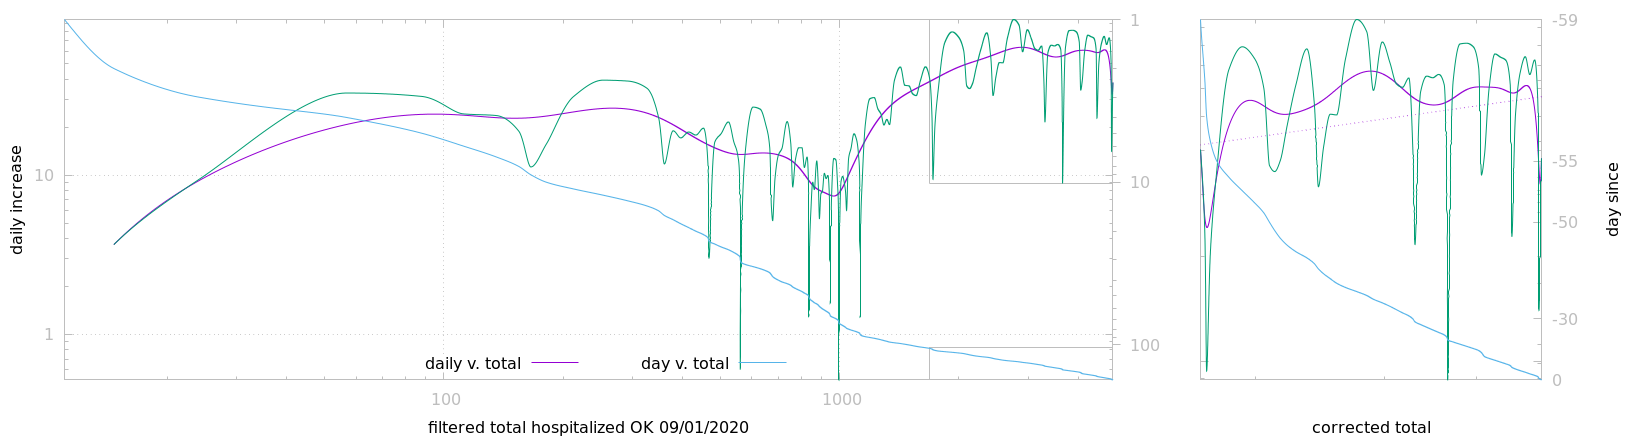 daily increase
10
1
daily v. total
day v. total
100
1000
filtered total hospitalized OK 09/01/2020
1
10
100
-59
-55
-50
-30
0
day since
corrected total